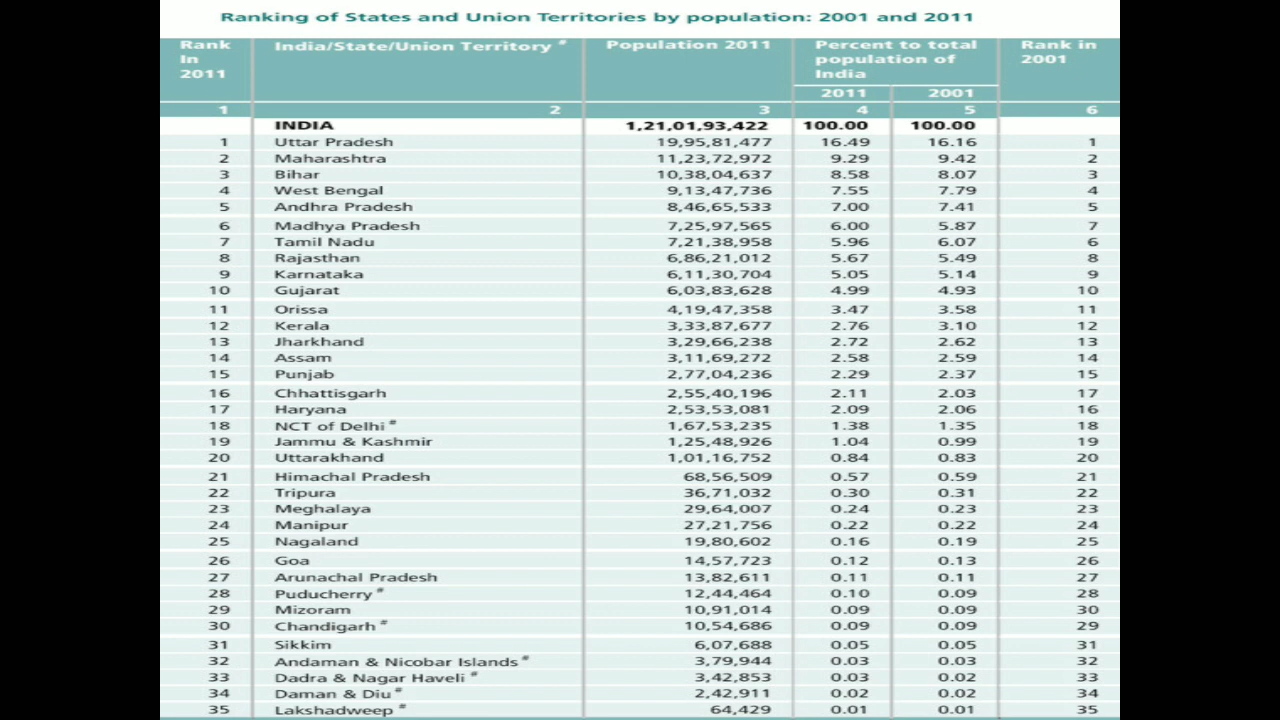 Ranking of States and Union Territories by population: 2001 and 2011
Rank In 2011 India/State/Union Territory # Population 2011 Percent to total population of India Rank in 2001
2011 2001
1 2 3 4 5 6
INDIA 1,21,01,93,422 100.00 100.00
1 Uttar Pradesh 19,95,81,477 16.49 16.16 1
2 Maharashtra 11,23,72,972 9.29 9.42 2
3 Bihar 10,38,04,637 8.58 8.07 3
4 West Bengal 9,13,47,736 7.55 7.79 4
5 Andhra Pradesh 8,46,65,533 7.00 7.41 5
6 Madhya Pradesh 7,25,97,565 6.00 5.87 7
7 Tamil Nadu 7,21,38,958 5.96 6.07 6
8 Rajasthan 6,86,21,012 5.67 5.49 8
9 Karnataka 6,11,30,704 5.05 5.14 9
10 Gujarat 6,03,83,628 4.99 4.93 10
11 Orissa 4,19,47,358 3.47 3.58 11
12 Kerala 3,33,87,677 2.76 3.10 12
13 Jharkhand 3,29,66,238 2.72 2.62 13
14 Assam 3,11,69,272 2.58 2.59 14
15 Punjab 2,77,04,236 2.29 2.37 15
16 Chhattisgarh 2,55,40,196 2.11 2.03 17
17 Haryana 2,53,53,081 2.09 2.06 16
18 NCT of Delhi # 1,67,53,235 1.38 1.35 18
19 Jammu & Kashmir 1,25,48,926 1.04 0.99 19
20 Uttarakhand 1,01,16,752 0.84 0.83 20
21 Himachal Pradesh 68,56,509 0.57 0.59 21
22 Tripura 36,71,032 0.30 0.31 22
23 Meghalaya 29,64,007 0.24 0.23 23
24 Manipur 27,21,756 0.22 0.22 24
25 Nagaland 19,80,602 0.16 0.19 25
26 Goa 14,57,723 0.12 0.13 26
27 Arunachal Pradesh 13,82,611 0.11 0.11 27
28 Puducherry # 12,44,464 0.10 0.09 28
29 Mizoram 10,91,014 0.09 0.09 30
30 Chandigarh # 10,54,686 0.09 0.09 29
31 Sikkim 6,07,688 0.05 0.05 31
32 Andaman & Nicobar Islands # 3,79,944 0.03 0.03 32
33 Dadra & Nagar Haveli # 3,42,853 0.03 0.02 33
34 Daman & Diu # 2,42,911 0.02 0.02 34
35 Lakshadweep # 64,429 0.01 0.01 35